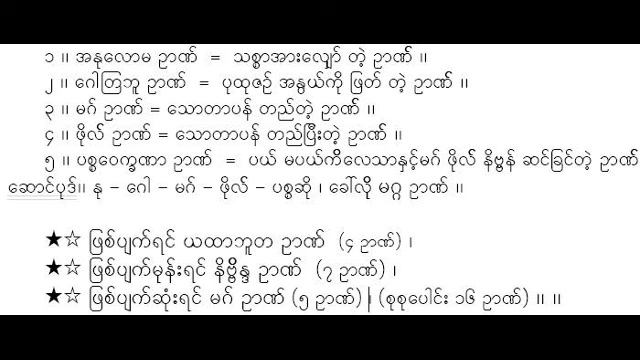 ၁ ။ အနုလောမ ဉာဏ် = သစ္စာအားလျှော် တဲ့ ဉာဏ် ။
၂ ။ ဂေါတြဘူ ဉာဏ် = ပုထုဇဉ် အနွယ်ကို ဖြတ် တဲ့ ဉာဏ် ။
၃ ။ မဂ် ဉာဏ် = သောတာပန် တည်တဲ့ ဉာဏ် ။
၄ ။ ဖိုလ် ဉာဏ် = သောတာပန် တည်ပြီးတဲ့ ဉာဏ် ။
၅ ။ ပစ္စဝေက္ခဏာ ဉာဏ် = ပယ် မပယ်ကိလေသာနှင့်မဂ် ဖိုလ် နိဗ္ဗန် ဆင်ခြင်တဲ့ ဉာဏ်
ဆောင်ပုဒ်။ နု – ဂေါ – မဂ် – ဖိုလ် – ပစ္စဆို ၊ ခေါ်လို့ မဂ္ဂ ဉာဏ် ။
★☆ ဖြစ်ပျက်ရင် ယထာဘူတ ဉာဏ် (၄ ဉာဏ်) ၊
★☆ ဖြစ်ပျက်မုန်းရင် နိဗ္ဗိန္ဒ ဉာဏ် (၇ ဉာဏ်) ၊
★☆ ဖြစ်ပျက်ဆုံးရင် မဂ် ဉာဏ် (၅ ဉာဏ်) ၊ (စုစုပေါင်း ၁၆ ဉာဏ်) ။ ။